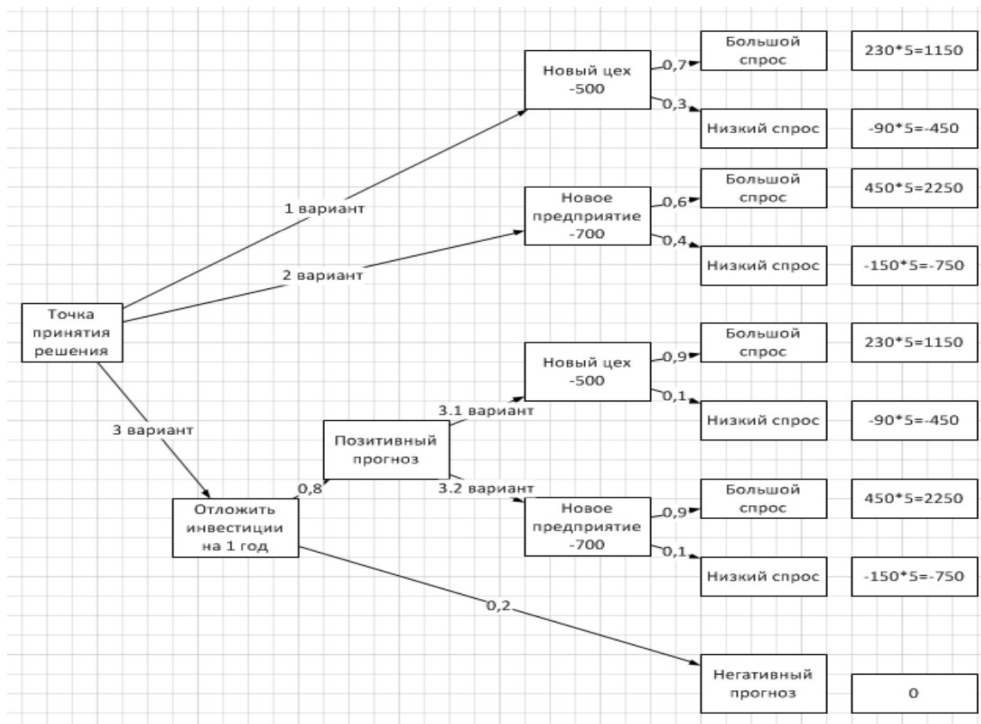 Большой
спрос
230*5=1150
0,7
Новый цех
-500
0,3
Низкий спрос
-90*5=-450
1 вариант
Большой
спрос
450*5=2250
0,6
Новое
предприятие
-700
0,4
Низкий спрос
-150*5=-750
2 вариант
Точка
принятия
решения
Большой
спрос
230*5=1150
0,9
Новый цех
-500
0,1
Низкий спрос
-90*5=-450
3.1 вариант
3 вариант
Позитивный
прогноз
0,8
3.2 вариант
Большой
спрос
450*5=2250
0,9
Новое
предприятие
-700
0,1
Низкий спрос
-150*5=-750
Отложить
инвестиции
на 1 год
0,2
Негативный
прогноз
0